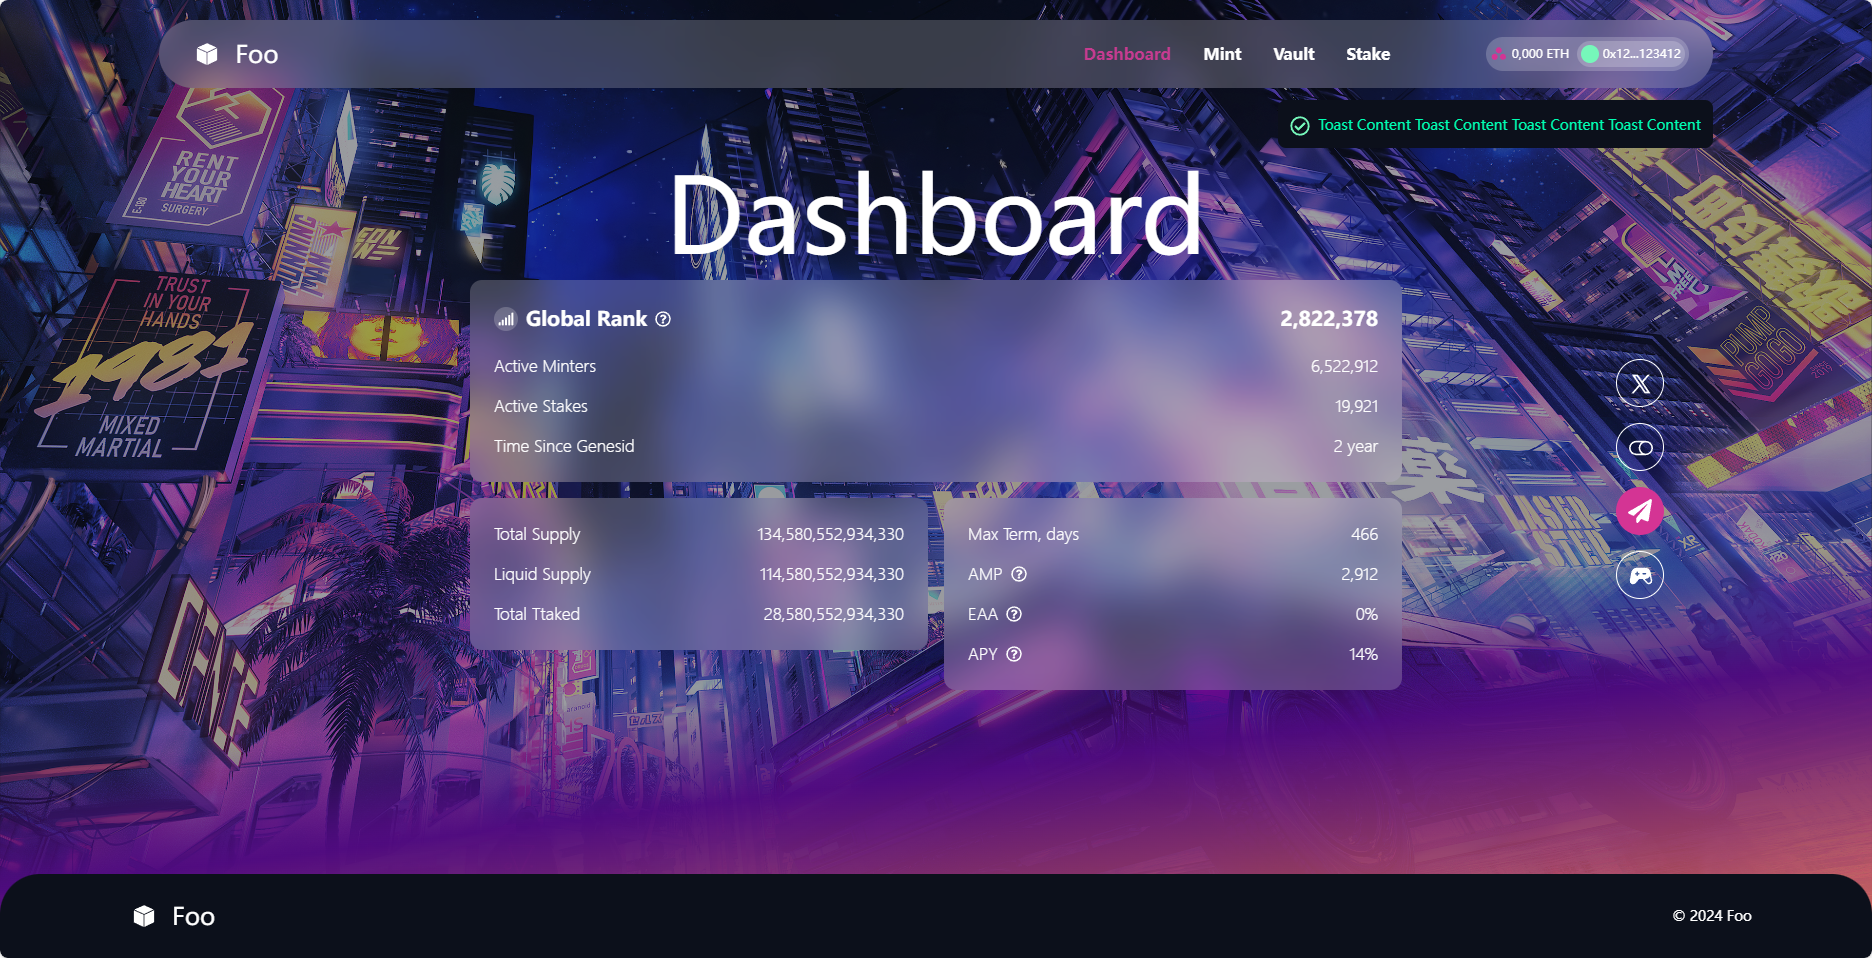 Foo
Dashboard Mint Vault Stake
0,000 ETH 0x12...123412
Toast Content Toast Content Toast Content Toast Content
Dashboard
Global Rank 2,822,378
Active Minters 6,522,912
Active Stakes 19,921
Time Since Genesid 2 year
Total Supply 134,580,552,934,330
Liquid Supply 114,580,552,934,330
Total Ttaked 28,580,552,934,330
Max Term, days 466
AMP 2,912
EAA 0%
APY 14%
RENT
YOUR
HEART
SURGERY
TRUST
IN YOUR
HANDS
1981
MIXED
MARTIAL
PUMP
GOGO
薬
LASER
Foo
© 2024 Foo